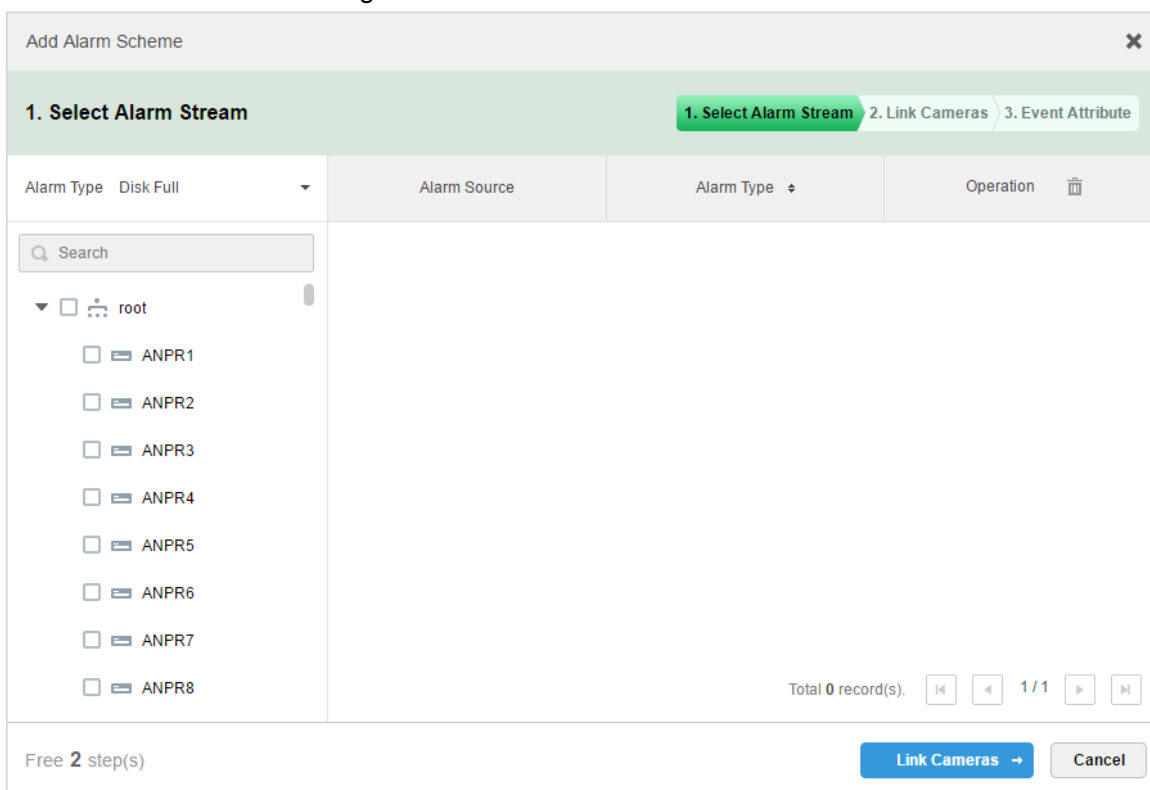 Add Alarm Scheme
1. Select Alarm Stream
1. Select Alarm Stream 2. Link Cameras 3. Event Attribute
Alarm Type Disk Full Alarm Source Alarm Type Operation
Search
root
ANPR1
ANPR2
ANPR3
ANPR4
ANPR5
ANPR6
ANPR7
ANPR8
Total 0 record(s). 1 / 1
Free 2 step(s) Link Cameras → Cancel